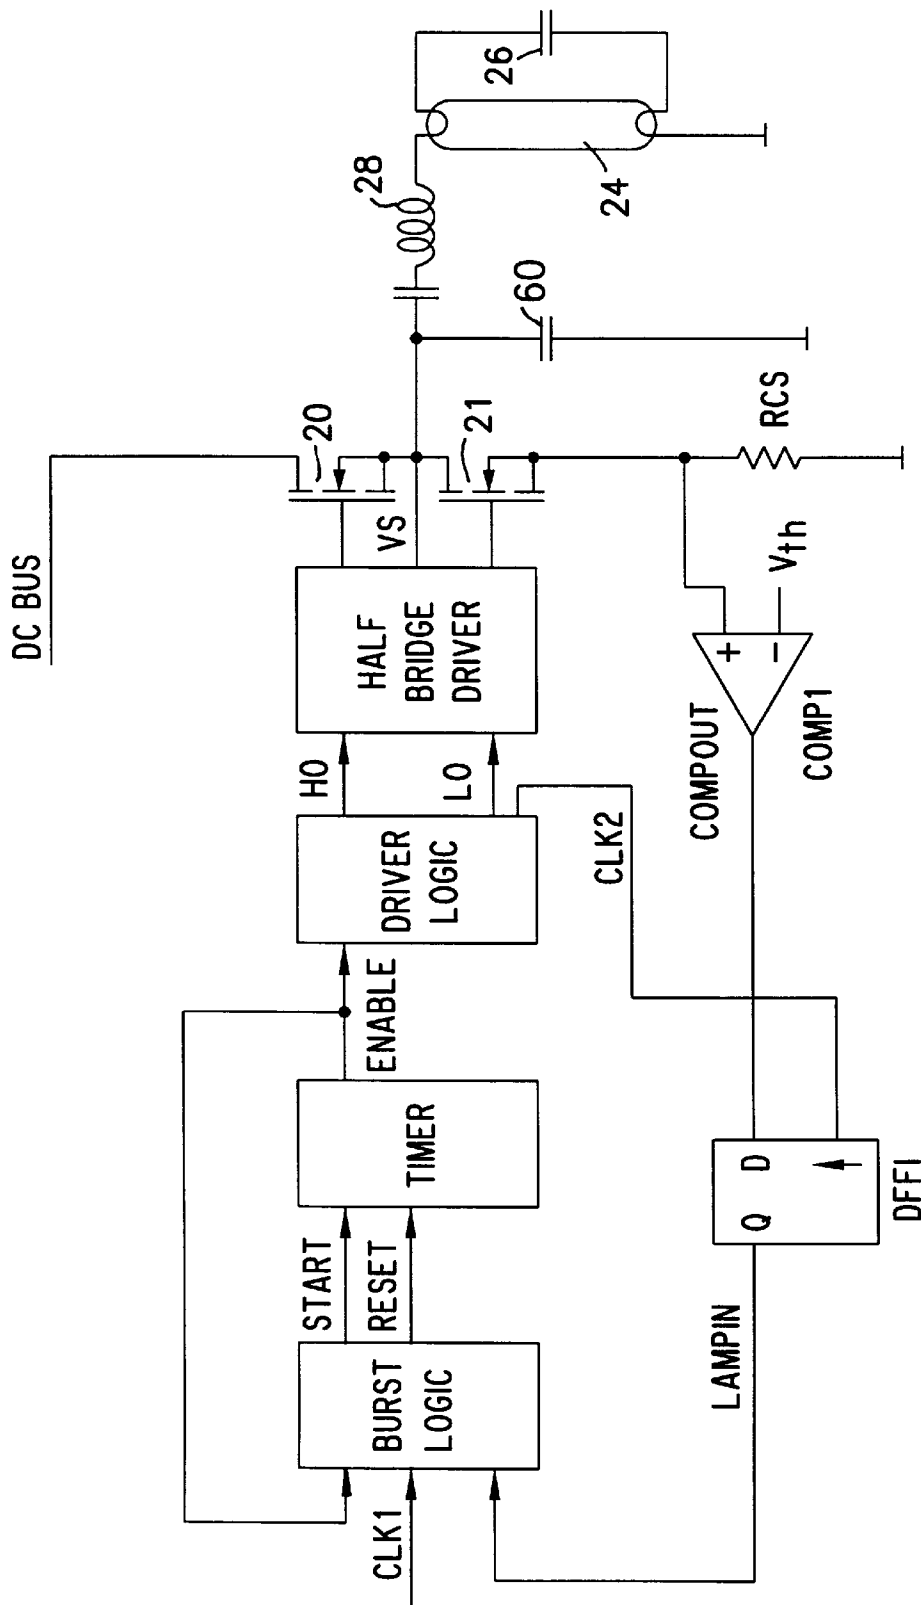 DC BUS
20
VS
21
28
26
24
60
RCS
Vth
+
-
COMPOUT
COMP1
HALF
BRIDGE
DRIVER
HO
LO
DRIVER
LOGIC
CLK2
ENABLE
TIMER
START
RESET
BURST
LOGIC
CLK1
LAMPIN
Q D
DFF1